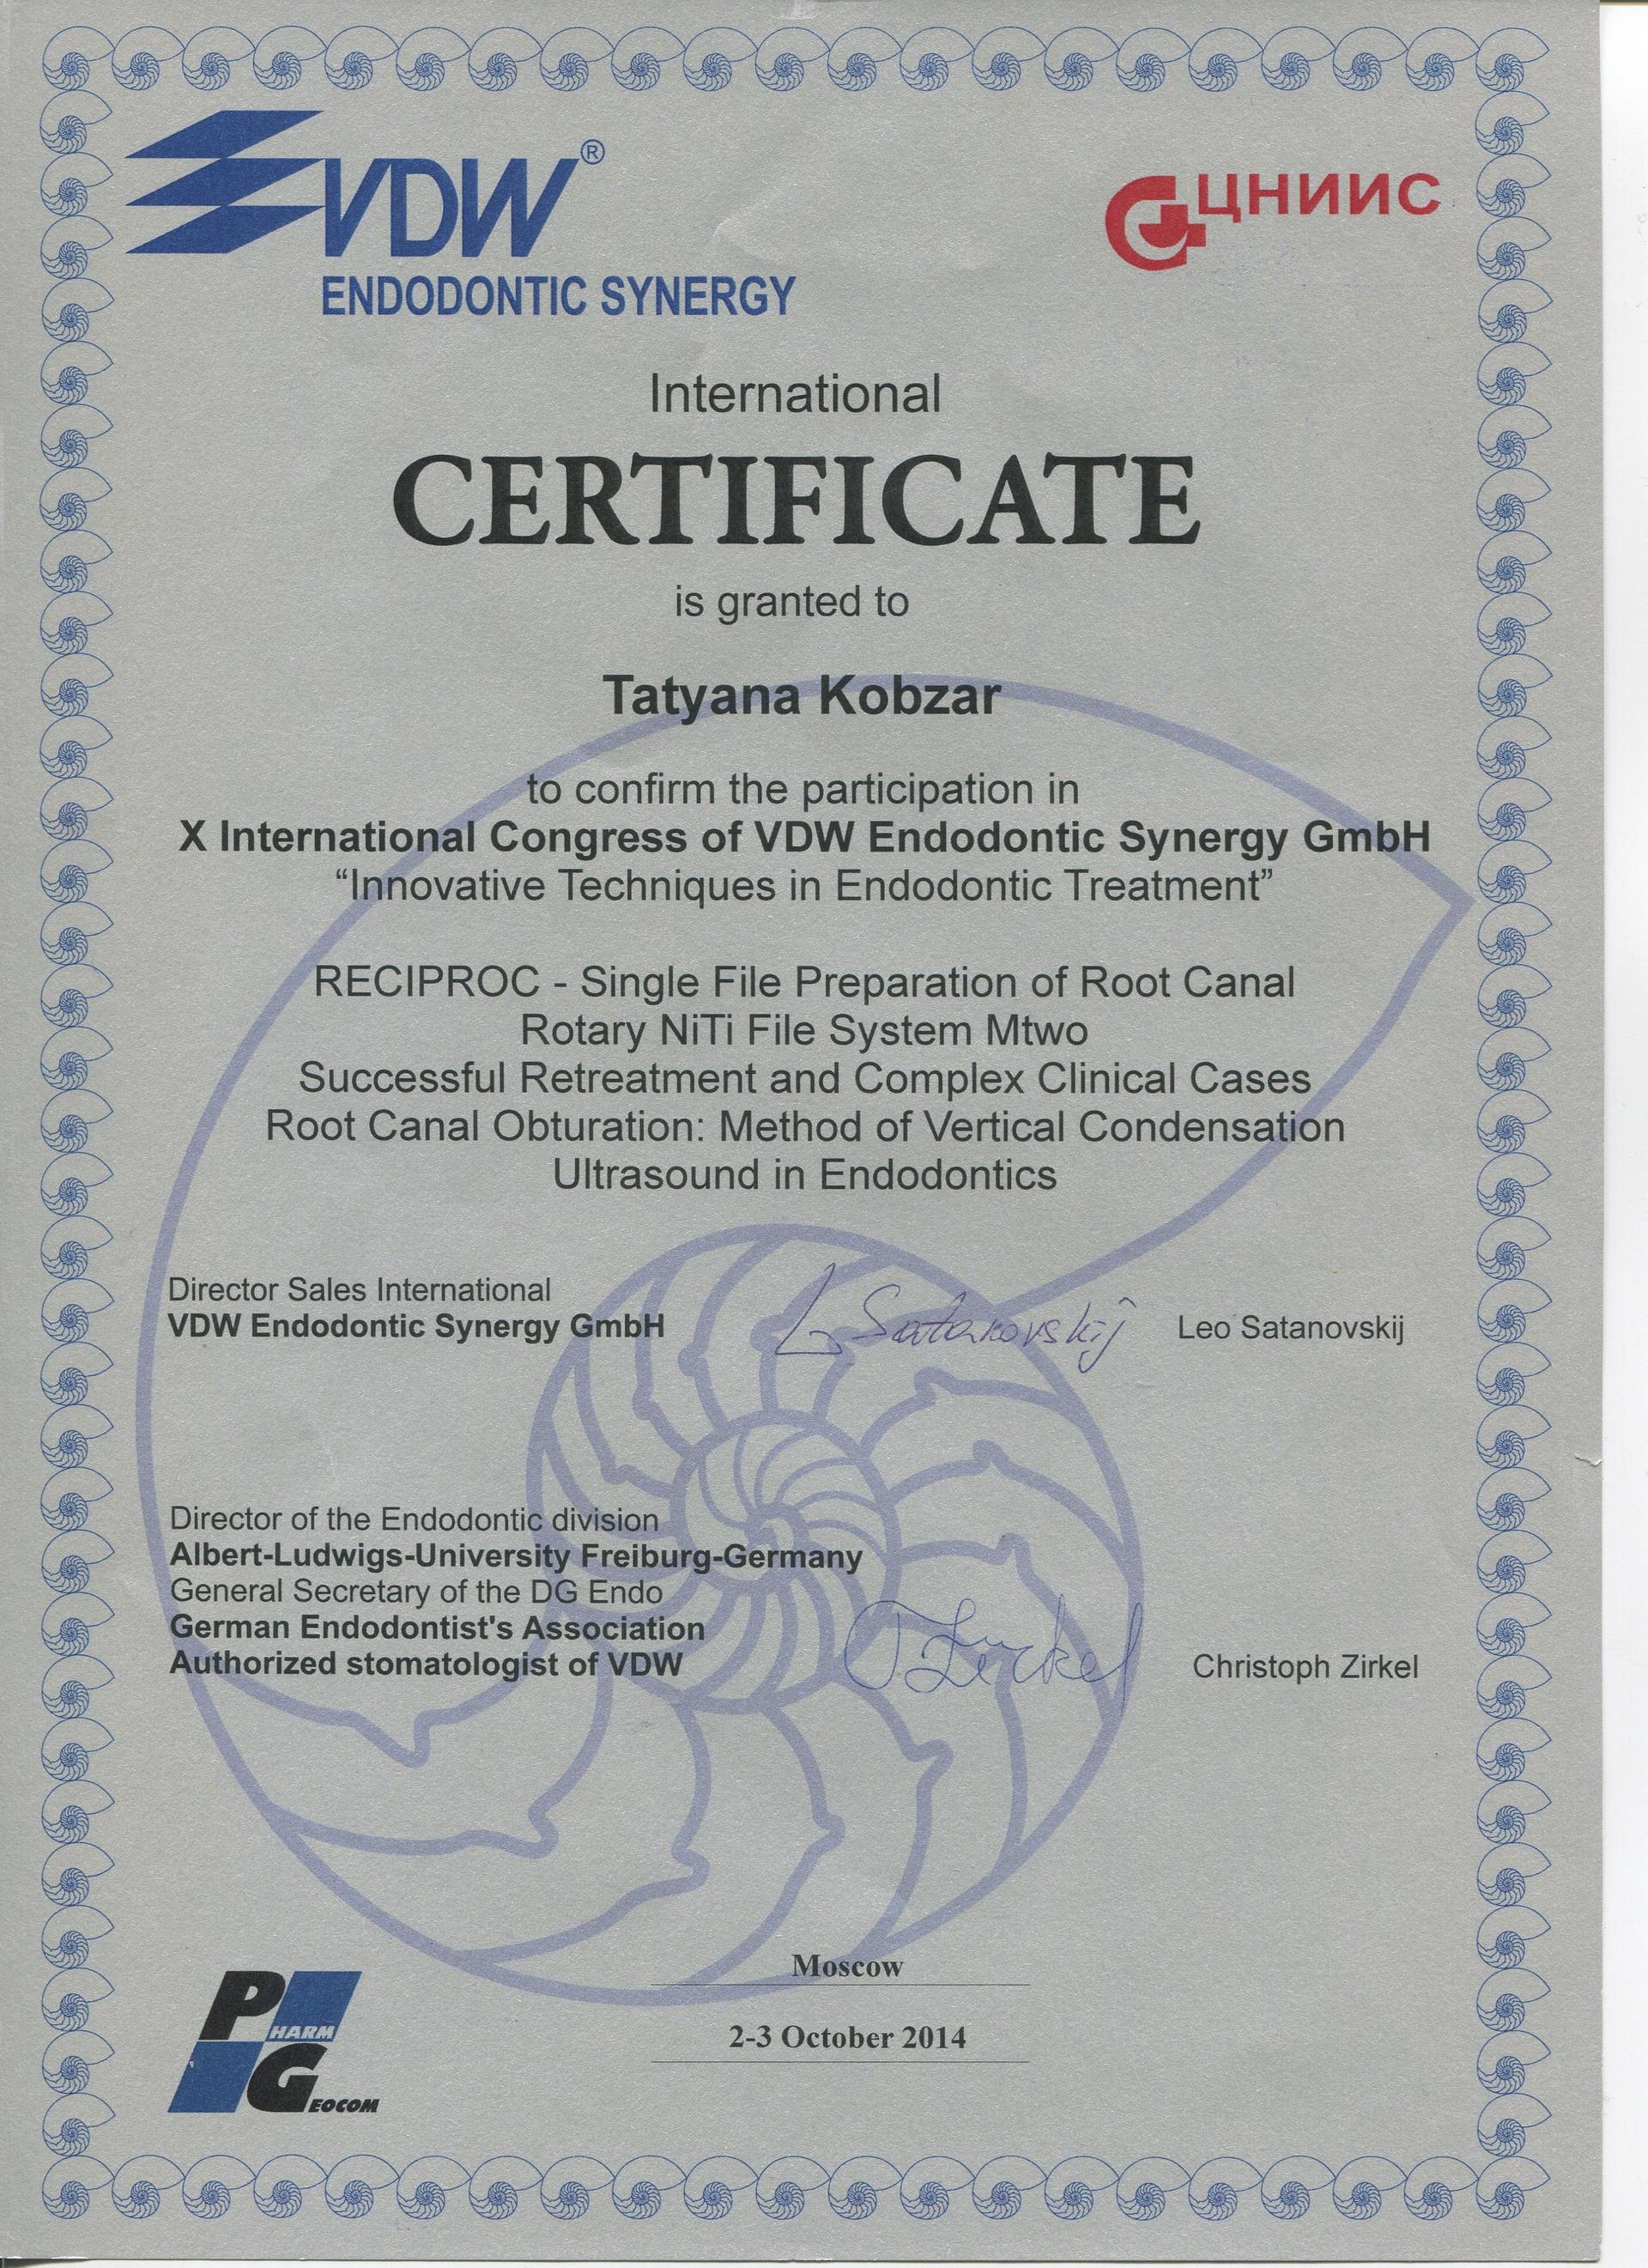 VDW®
ENDODONTIC SYNERGY
ЦНИИС
International
CERTIFICATE
is granted to
Tatyana Kobzar
to confirm the participation in
X International Congress of VDW Endodontic Synergy GmbH
“Innovative Techniques in Endodontic Treatment”
RECIPROC - Single File Preparation of Root Canal
Rotary NiTi File System Mtwo
Successful Retreatment and Complex Clinical Cases
Root Canal Obturation: Method of Vertical Condensation
Ultrasound in Endodontics
Director Sales International
VDW Endodontic Synergy GmbH
L Satanovskij
Leo Satanovskij
Director of the Endodontic division
Albert-Ludwigs-University Freiburg-Germany
General Secretary of the DG Endo
German Endodontist's Association
Authorized stomatologist of VDW
Zirkel
Christoph Zirkel
Moscow
2-3 October 2014
PHARM
GEOCOM